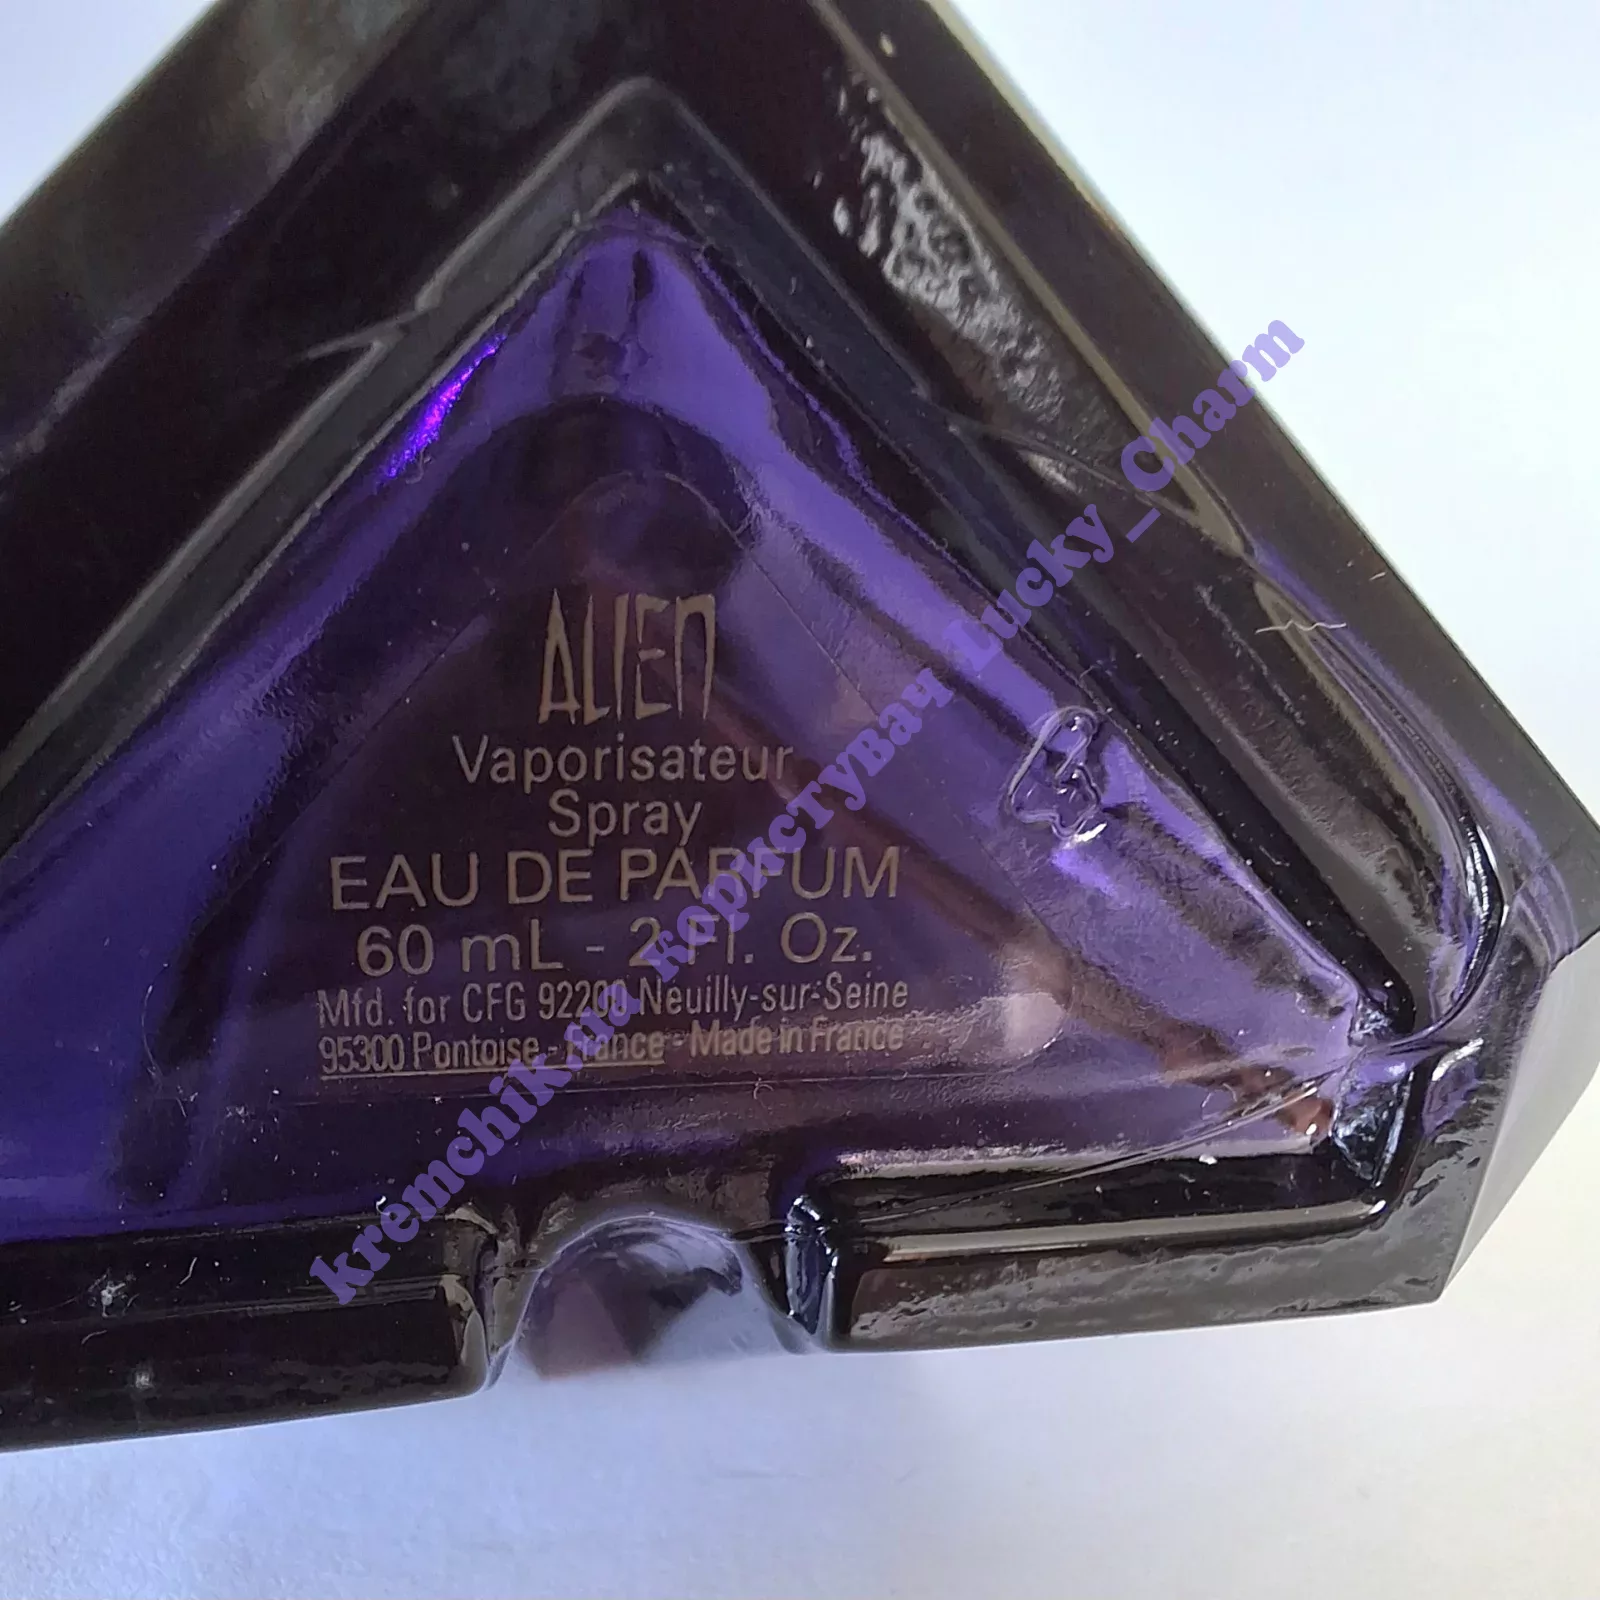 ALIEN
Vaporisateur
Spray
EAU DE PARFUM
60 mL - 2 Fl. Oz.
Mfd. for CFG 92200 Neuilly-sur-Seine
95300 Pontoise - France - Made in France
kremchik.ua КорисТуВач Lucky_Charm